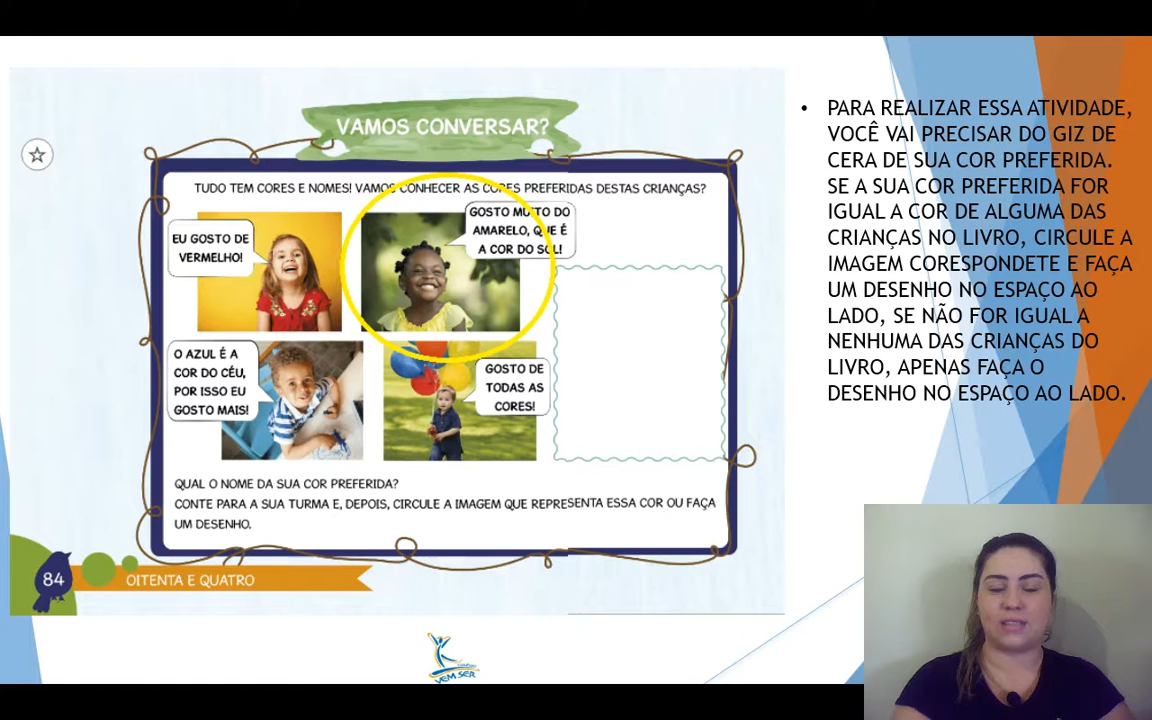 VAMOS CONVERSAR?
TUDO TEM CORES E NOMES! VAMOS CONHECER AS CORES PREFERIDAS DESTAS CRIANÇAS?
EU GOSTO DE
VERMELHO!
GOSTO MUITO DO
AMARELO, QUE É
A COR DO SOL!
O AZUL É A
COR DO CÉU,
POR ISSO EU
GOSTO MAIS!
GOSTO DE
TODAS AS
CORES!
QUAL O NOME DA SUA COR PREFERIDA?
CONTE PARA A SUA TURMA E, DEPOIS, CIRCULE A IMAGEM QUE REPRESENTA ESSA COR OU FAÇA
UM DESENHO.
84
OITENTA E QUATRO
• PARA REALIZAR ESSA ATIVIDADE,
VOCÊ VAI PRECISAR DO GIZ DE
CERA DE SUA COR PREFERIDA.
SE A SUA COR PREFERIDA FOR
IGUAL A COR DE ALGUMA DAS
CRIANÇAS NO LIVRO, CIRCULE A
IMAGEM CORESPONDETE E FAÇA
UM DESENHO NO ESPAÇO AO
LADO, SE NÃO FOR IGUAL A
NENHUMA DAS CRIANÇAS DO
LIVRO, APENAS FAÇA O
DESENHO NO ESPAÇO AO LADO.
VEM SER